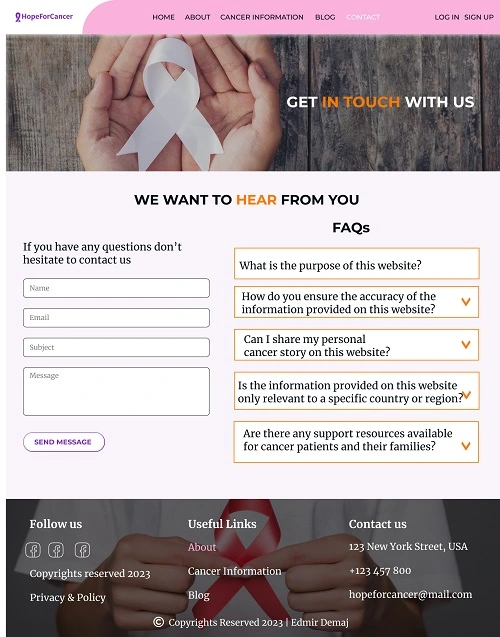 HopeForCancer
HOME ABOUT CANCER INFORMATION BLOG CONTACT LOG IN SIGN UP
GET IN TOUCH WITH US
WE WANT TO HEAR FROM YOU
If you have any questions don't
hesitate to contact us
Name
Email
Subject
Message
SEND MESSAGE
FAQs
What is the purpose of this website?
How do you ensure the accuracy of the
information provided on this website?
Can I share my personal
cancer story on this website?
Is the information provided on this website
only relevant to a specific country or region?
Are there any support resources available
for cancer patients and their families?
Follow us
Copyrights reserved 2023
Privacy & Policy
Useful Links
About
Cancer Information
Blog
Contact us
123 New York Street, USA
+123 457 800
hopeforcancer@mail.com
© Copyrights Reserved 2023 | Edmir Demaj